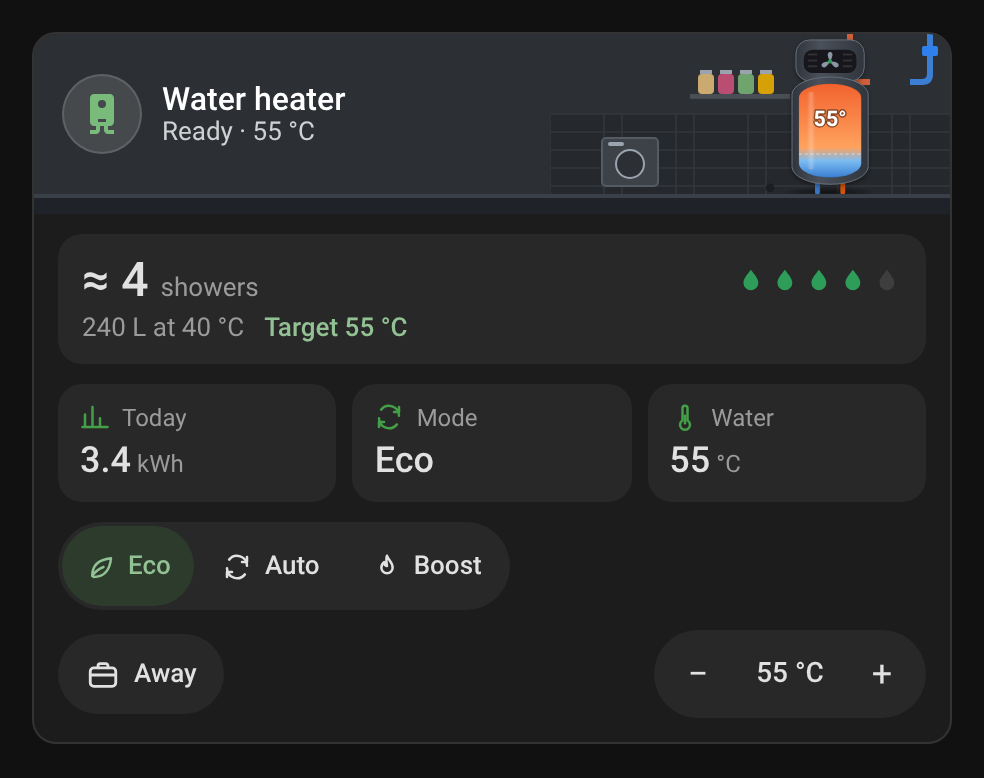 Water heater
Ready · 55 °C
55°
≈ 4 showers
240 L at 40 °C Target 55 °C
Today
3.4 kWh
Mode
Eco
Water
55 °C
Eco Auto Boost
Away
− 55 °C +